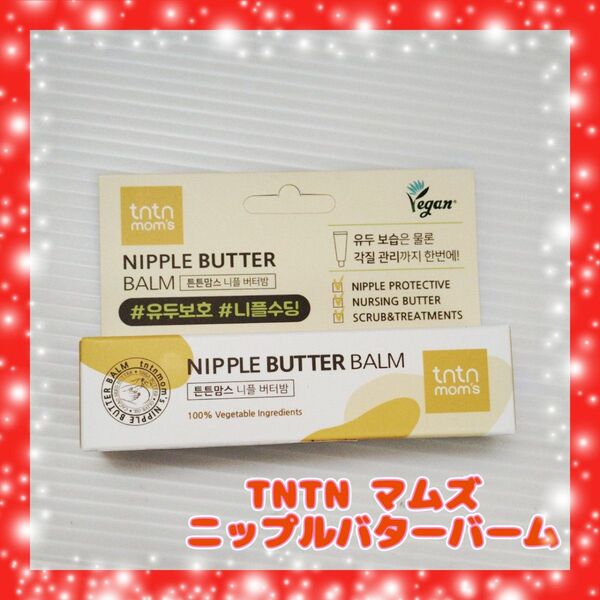 tntn
mom's
Vegan
NIPPLE BUTTER
BALM 튼튼맘스 니플 버터밤
#유두보호 #니플수딩
유두 보습은 물론
각질 관리까지 한번에!
NIPPLE PROTECTIVE
NURSING BUTTER
SCRUB&TREATMENTS
tntnmom's NIPPLE BUTTER BALM
NIPPLE BUTTER BALM
튼튼맘스 니플 버터밤
100% Vegetable Ingredients
tntn
mom's
TNTN マムズ
ニップルバターバーム